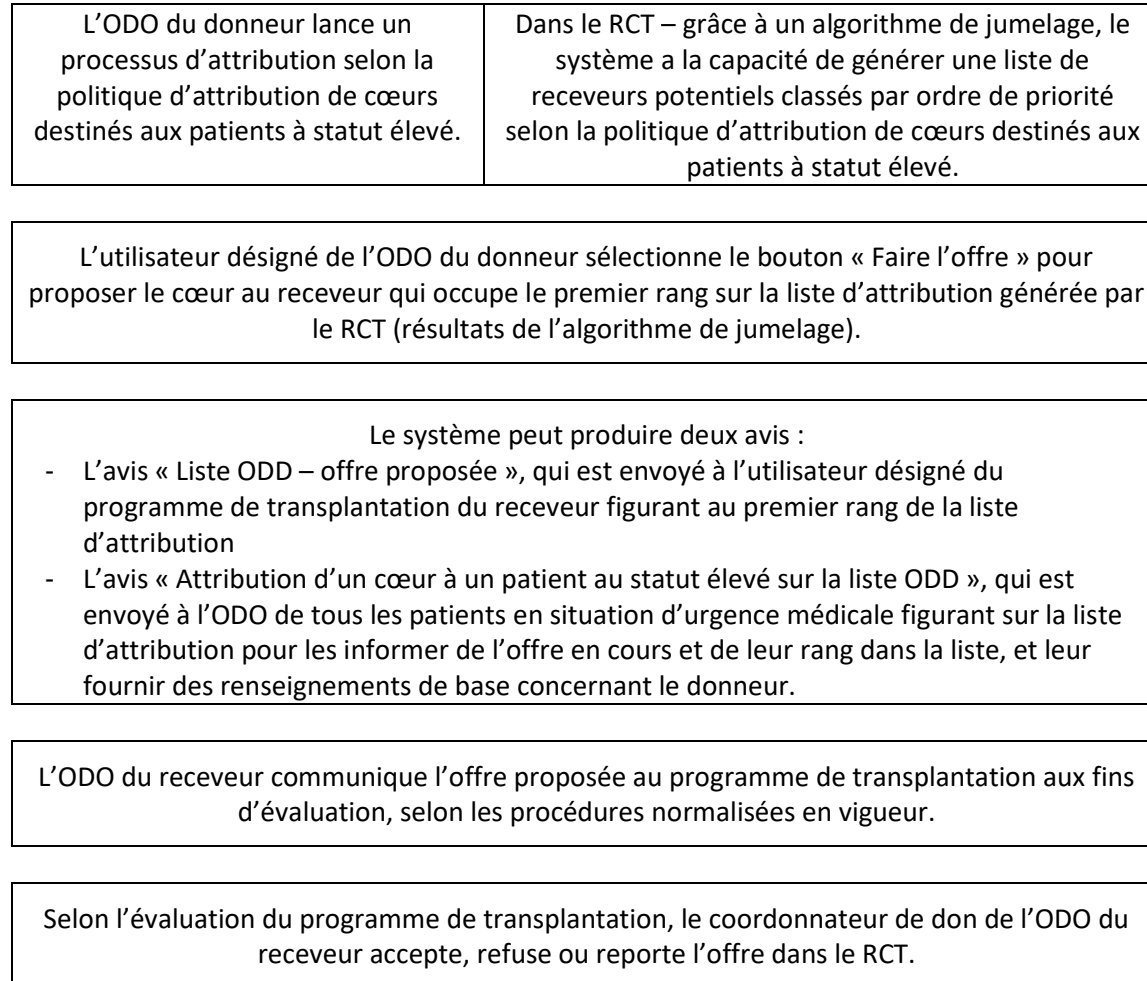 L’ODO du donneur lance un
processus d’attribution selon la
politique d’attribution de cœurs
destinés aux patients à statut élevé.
Dans le RCT – grâce à un algorithme de jumelage, le
système a la capacité de générer une liste de
receveurs potentiels classés par ordre de priorité
selon la politique d’attribution de cœurs destinés aux
patients à statut élevé.
L’utilisateur désigné de l’ODO du donneur sélectionne le bouton « Faire l’offre » pour
proposer le cœur au receveur qui occupe le premier rang sur la liste d’attribution générée par
le RCT (résultats de l’algorithme de jumelage).
Le système peut produire deux avis :
- L’avis « Liste ODD – offre proposée », qui est envoyé à l’utilisateur désigné du
programme de transplantation du receveur figurant au premier rang de la liste
d’attribution
- L’avis « Attribution d’un cœur à un patient au statut élevé sur la liste ODD », qui est
envoyé à l’ODO de tous les patients en situation d’urgence médicale figurant sur la liste
d’attribution pour les informer de l’offre en cours et de leur rang dans la liste, et leur
fournir des renseignements de base concernant le donneur.
L’ODO du receveur communique l’offre proposée au programme de transplantation aux fins
d’évaluation, selon les procédures normalisées en vigueur.
Selon l’évaluation du programme de transplantation, le coordonnateur de don de l’ODO du
receveur accepte, refuse ou reporte l’offre dans le RCT.